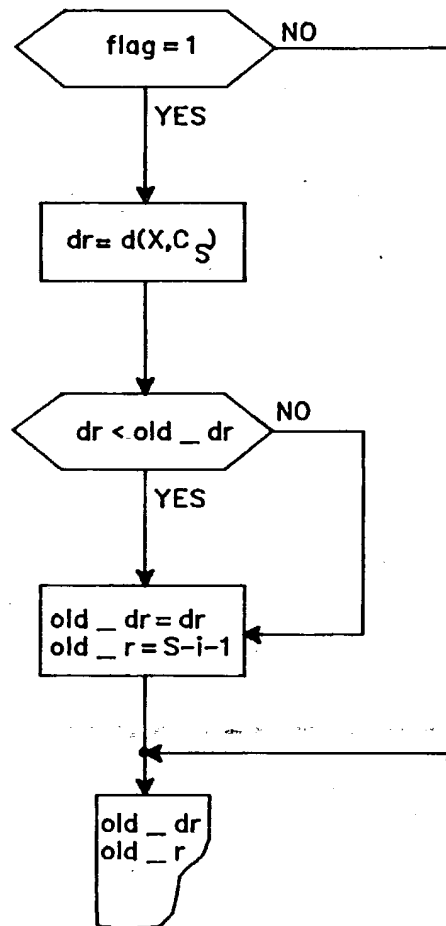 flag = 1
NO
YES
dr = d(X,C_S)
dr < old _ dr
NO
YES
old _ dr = dr
old _ r = S-i-1
old _ dr
old _ r